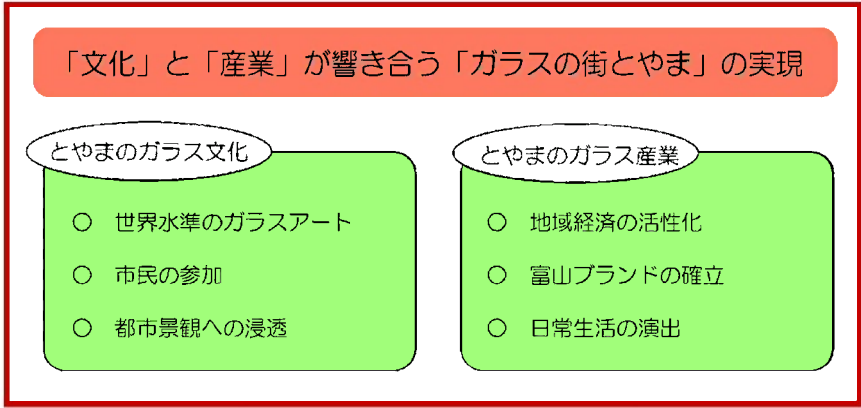 「文化」と「産業」が響き合う「ガラスの街とやま」の実現
とやまのガラス文化
○ 世界水準のガラスアート
○ 市民の参加
○ 都市景観への浸透
とやまのガラス産業
○ 地域経済の活性化
○ 富山ブランドの確立
○ 日常生活の演出